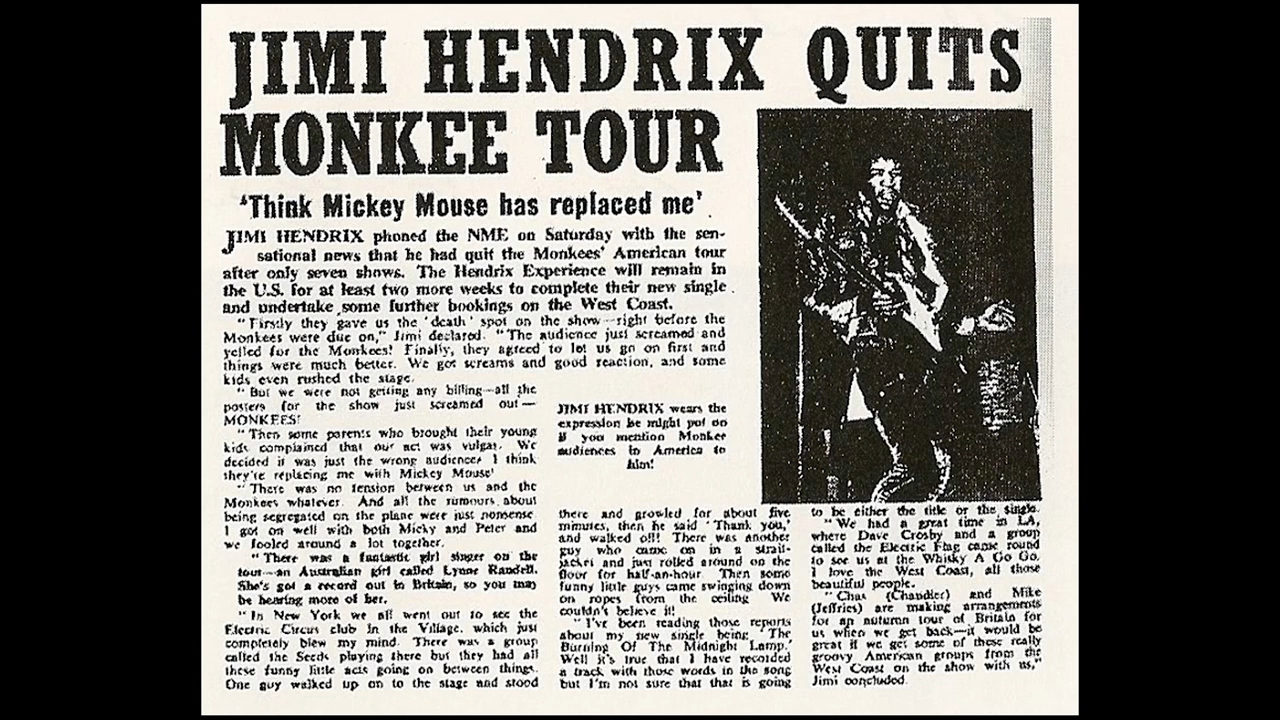 JIMI HENDRIX QUITS
MONKEE TOUR
‘Think Mickey Mouse has replaced me’
JIMI HENDRIX phoned the NME on Saturday with the sen-
sational news that he had quit the Monkees’ American tour
after only seven shows. The Hendrix Experience will remain in
the U.S. for at least two more weeks to complete their new single
and undertake some further bookings on the West Coast.
“Firstly they gave us the ‘death’ spot on the show—right before the
Monkees were due on,” Jimi declared. “The audience just screamed and
yelled for the Monkees! Finally, they agreed to let us go on first and
things were much better. We got screams and good reaction, and some
kids even rushed the stage.
“But we were not getting any billing—all the
posters for the show just screamed out—
MONKEES!
“Then some parents who brought their young
kids complained that our act was vulgar. We
decided it was just the wrong audience. I think
they’re replacing me with Mickey Mouse!
“There was no tension between us and the
Monkees whatever. And all the rumours about
being segregated on the plane were just nonsense.
I got on well with both Micky and Peter and
we fooled around a lot together.
“There was a fantastic girl singer on the
tour—an Australian girl called Lynne Randell.
She’s got a record out in Britain, so you may
be hearing more of her.
“In New York we all went out to see the
Electric Circus club in the Village, which just
completely blew my mind. There was a group
called the Seeds playing there but they had all
these funny little acts going on between things.
One guy walked up on to the stage and stood
JIMI HENDRIX wears the
expression he might put on
if you mention Monkee
audiences in America to
him!
there and growled for about five
minutes, then he said ‘Thank you,’
and walked off! There was another
guy who came on in a strait-
jacket and just rolled around on the
floor for half-an-hour. Then some
funny little guys came swinging down
on ropes from the ceiling. We
couldn’t believe it!
“I’ve been reading those reports
about my new single being ‘The
Burning Of The Midnight Lamp.’
Well it’s true that I have recorded
a track with those words in the song
but I’m not sure that that is going
to be either the title or the single.
“We had a great time in LA,
where Dave Crosby and a group
called the Electric Flag came round
to see us at the Whisky A Go Go.
I love the West Coast, all those
beautiful people.
“Chas (Chandler) and Mike
(Jeffries) are making arrangements
for an autumn tour of Britain for
us when we get back—it would be
great if we get some of these really
groovy American groups from the
West Coast on the show with us,”
Jimi concluded.